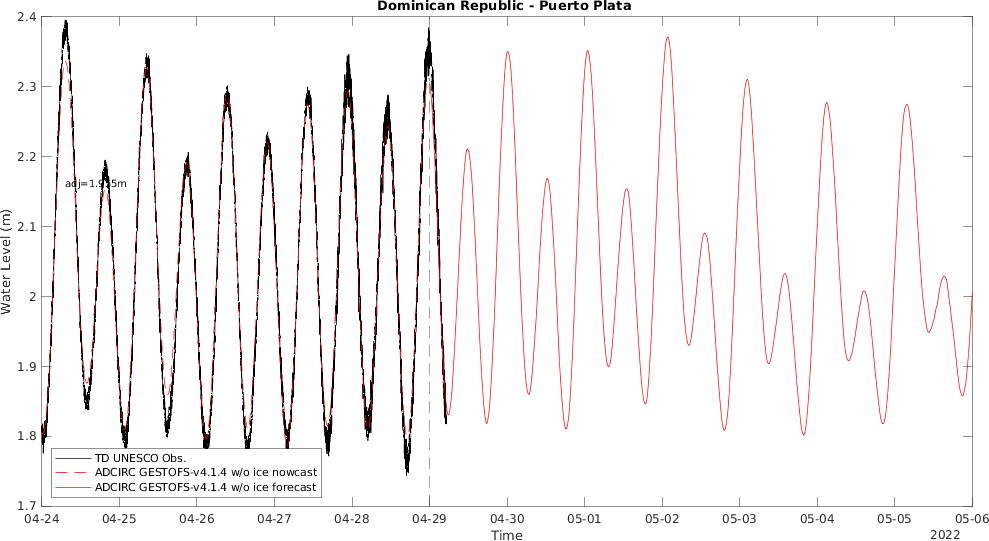 Dominican Republic - Puerto Plata
2.4
2.3
2.2
2.1
2
1.9
1.8
1.7
Water Level (m)
adj=1.955m
TD UNESCO Obs.
ADCIRC GESTOFS-v4.1.4 w/o ice nowcast
ADCIRC GESTOFS-v4.1.4 w/o ice forecast
04-24 04-25 04-26 04-27 04-28 04-29 04-30 05-01 05-02 05-03 05-04 05-05 05-06
Time
2022